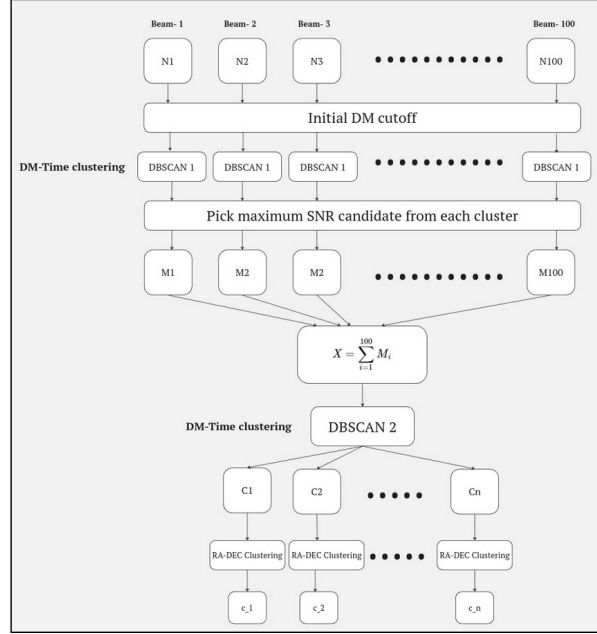 Beam- 1 Beam- 2 Beam- 3 Beam- 100
N1 N2 N3 N100
Initial DM cutoff
DM-Time clustering DBSCAN 1 DBSCAN 1 DBSCAN 1 DBSCAN 1
Pick maximum SNR candidate from each cluster
M1 M2 M2 M100
X = \sum_{i=1}^{100} M_i
DM-Time clustering DBSCAN 2
C1 C2 Cn
RA-DEC Clustering RA-DEC Clustering RA-DEC Clustering
c_1 c_2 c_n